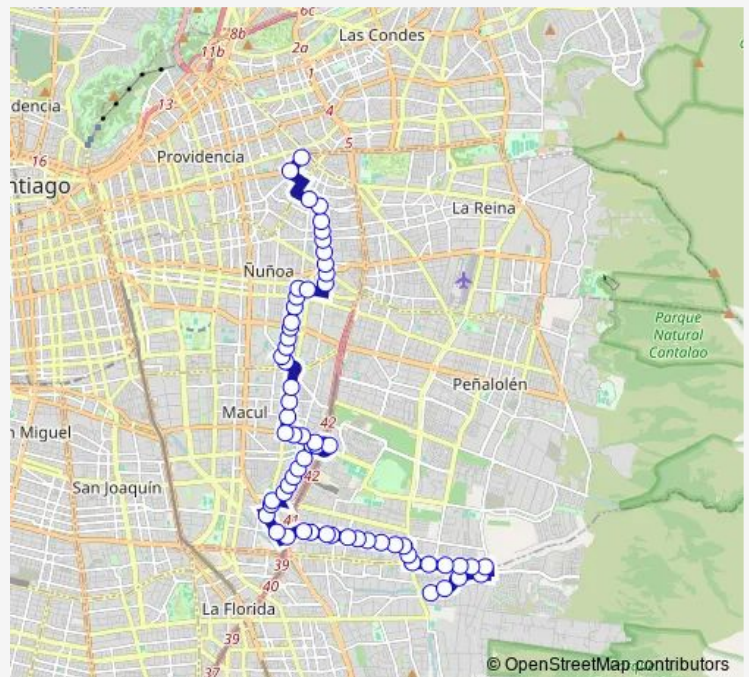 6c
8b
2a
Las Condes
11b
1
dencia
13
4
5
16
Providencia
ntiago
La Reina
Ñuñoa
Parque
Natural
Cantalao
Peñalolén
Macul
42
n Miguel
42
San Joaquín
41
39
40
La Florida
39
37
© OpenStreetMap contributors